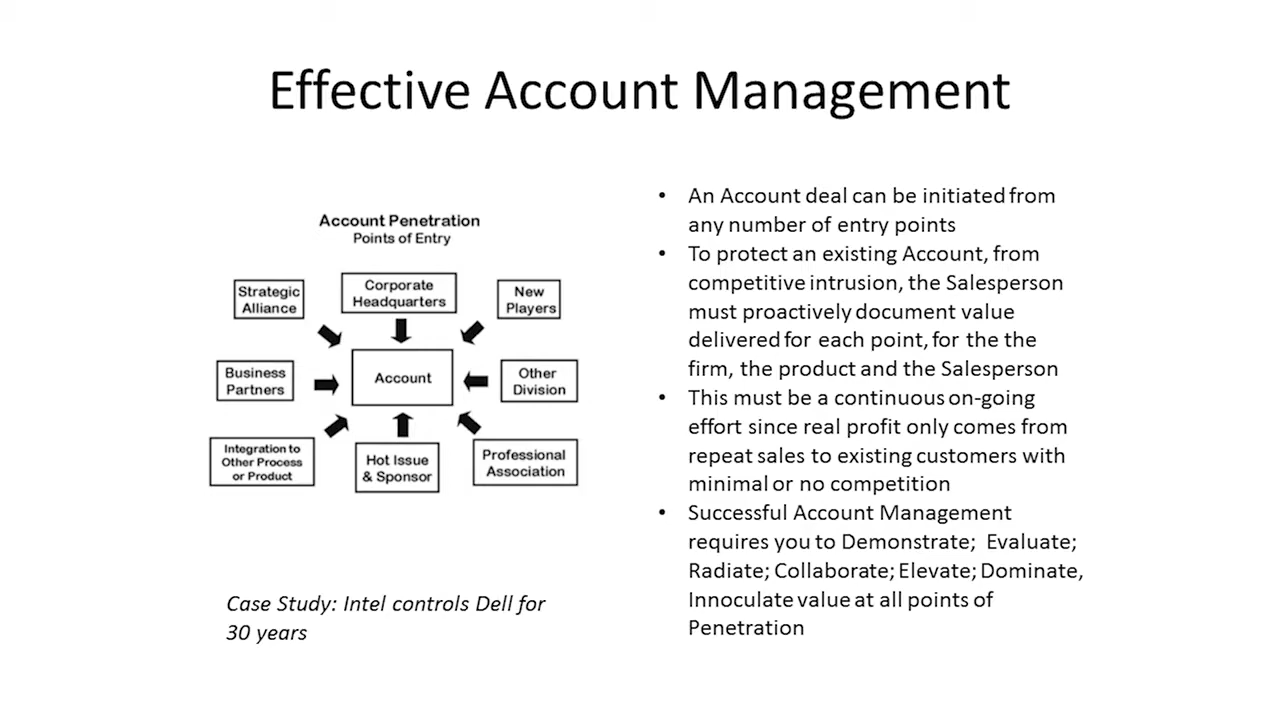 Effective Account Management
Account Penetration
Points of Entry
Strategic
Alliance
Corporate
Headquarters
New
Players
Business
Partners
Account
Other
Division
Integration to
Other Process
or Product
Hot Issue
& Sponsor
Professional
Association
Case Study: Intel controls Dell for
30 years
• An Account deal can be initiated from
any number of entry points
• To protect an existing Account, from
competitive intrusion, the Salesperson
must proactively document value
delivered for each point, for the the
firm, the product and the Salesperson
• This must be a continuous on-going
effort since real profit only comes from
repeat sales to existing customers with
minimal or no competition
• Successful Account Management
requires you to Demonstrate; Evaluate;
Radiate; Collaborate; Elevate; Dominate,
Innoculate value at all points of
Penetration